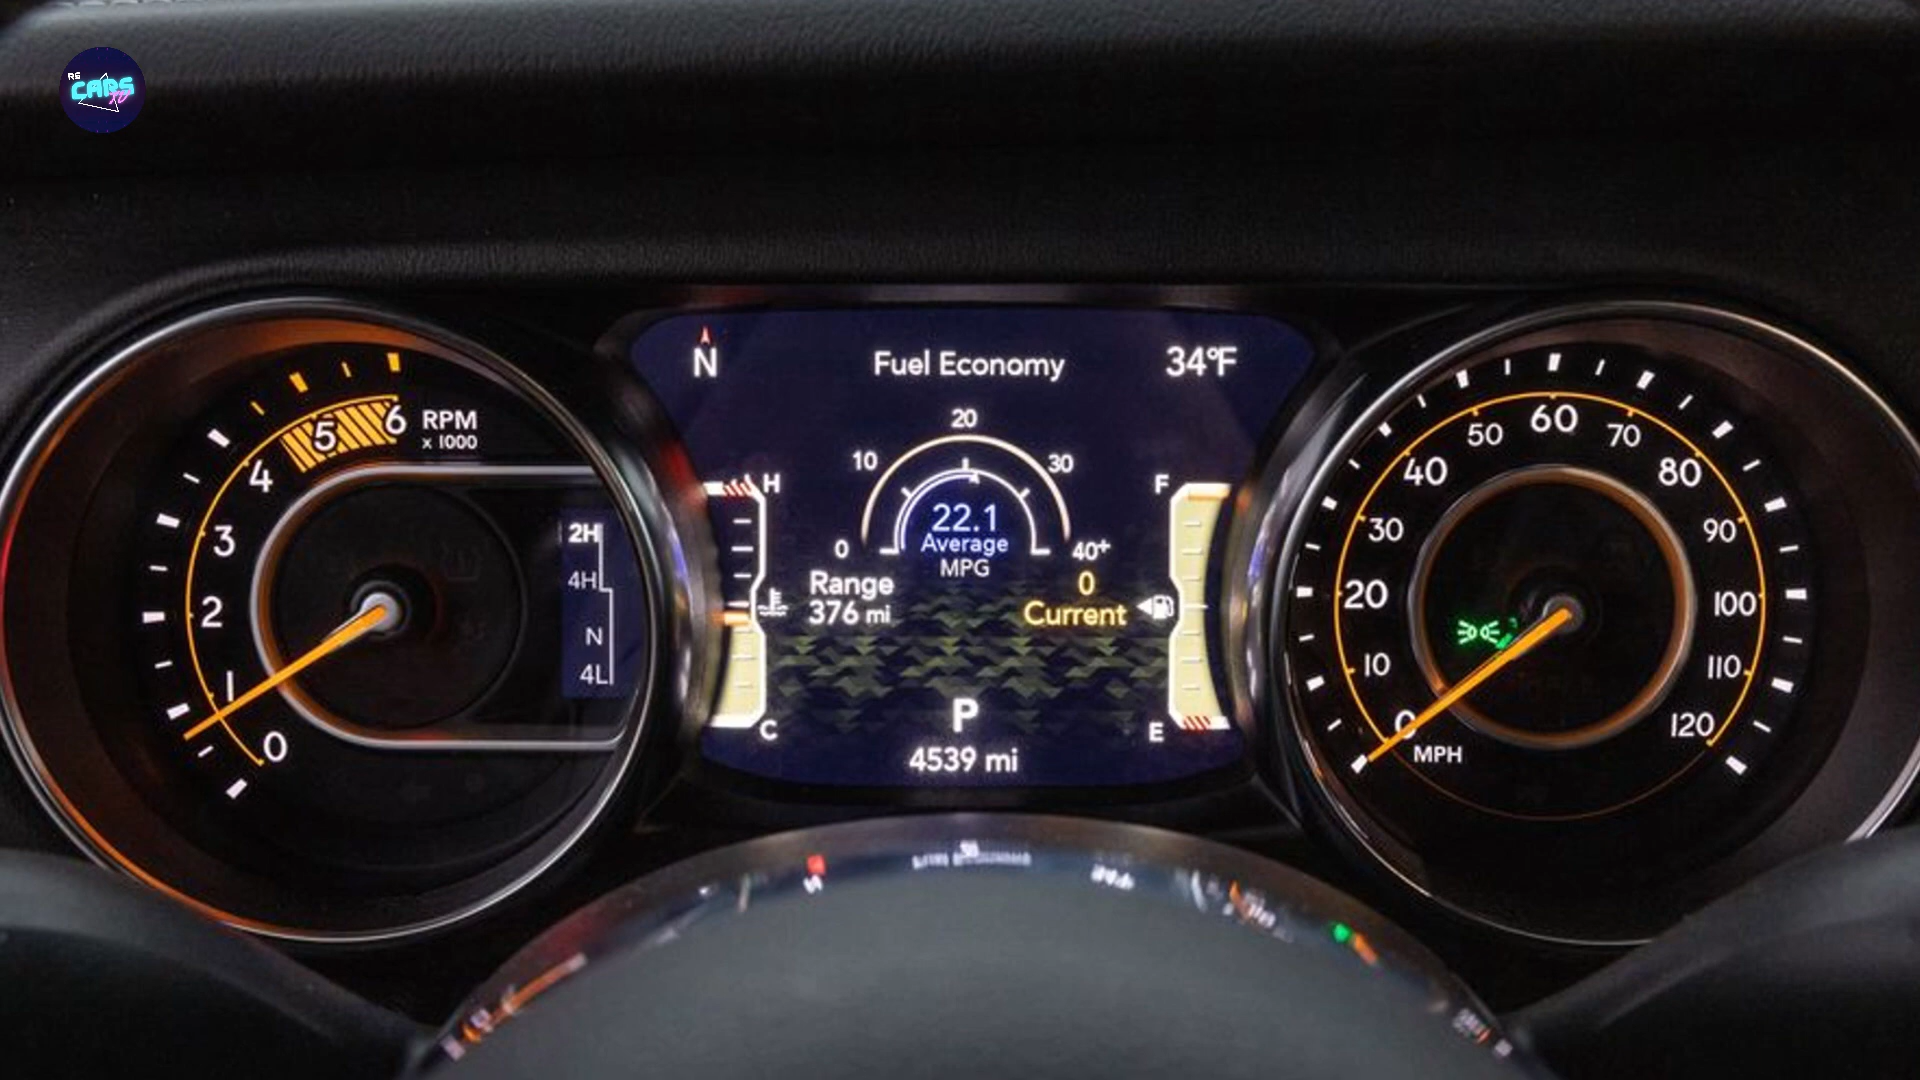 RE
CARS
XO
N
Fuel Economy
34°F
20
10
30
0
40+
22.1
Average
MPG
Range
376 mi
0
Current
H
C
F
E
P
4539 mi
6
5
4
3
2
1
0
RPM
x 1000
2H
4H
N
4L
0
10
20
30
40
50
60
70
80
90
100
110
120
MPH